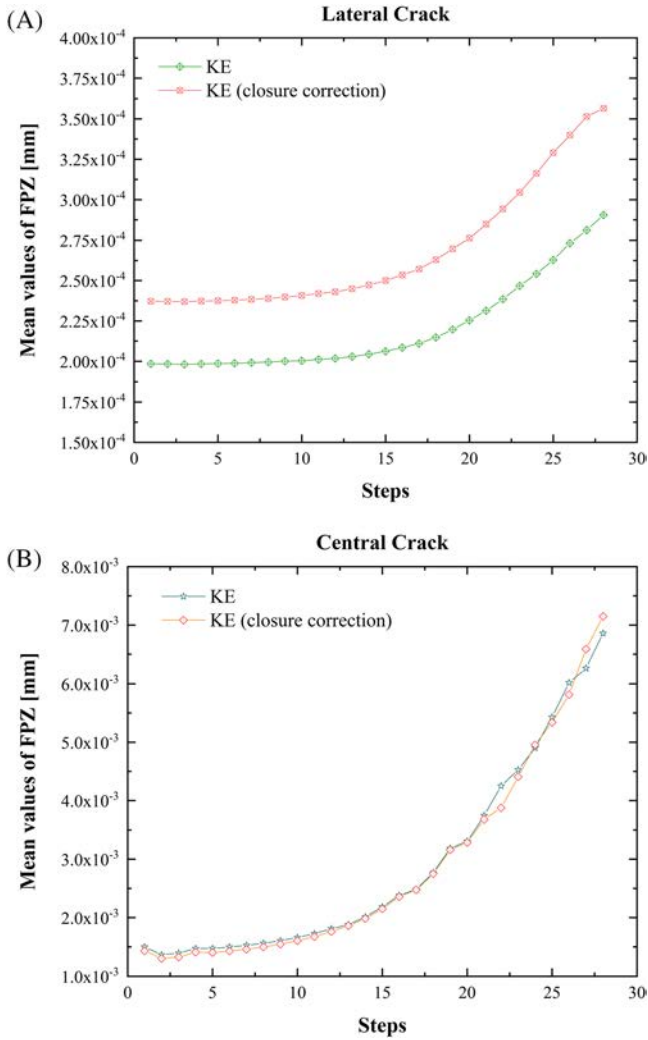 (A)
Lateral Crack
4.00x10⁻⁴
3.75x10⁻⁴
3.50x10⁻⁴
3.25x10⁻⁴
3.00x10⁻⁴
2.75x10⁻⁴
2.50x10⁻⁴
2.25x10⁻⁴
2.00x10⁻⁴
1.75x10⁻⁴
1.50x10⁻⁴
Mean values of FPZ [mm]
KE
KE (closure correction)
0 5 10 15 20 25 30
Steps
(B)
Central Crack
8.0x10⁻³
7.0x10⁻³
6.0x10⁻³
5.0x10⁻³
4.0x10⁻³
3.0x10⁻³
2.0x10⁻³
1.0x10⁻³
Mean values of FPZ [mm]
KE
KE (closure correction)
0 5 10 15 20 25 30
Steps